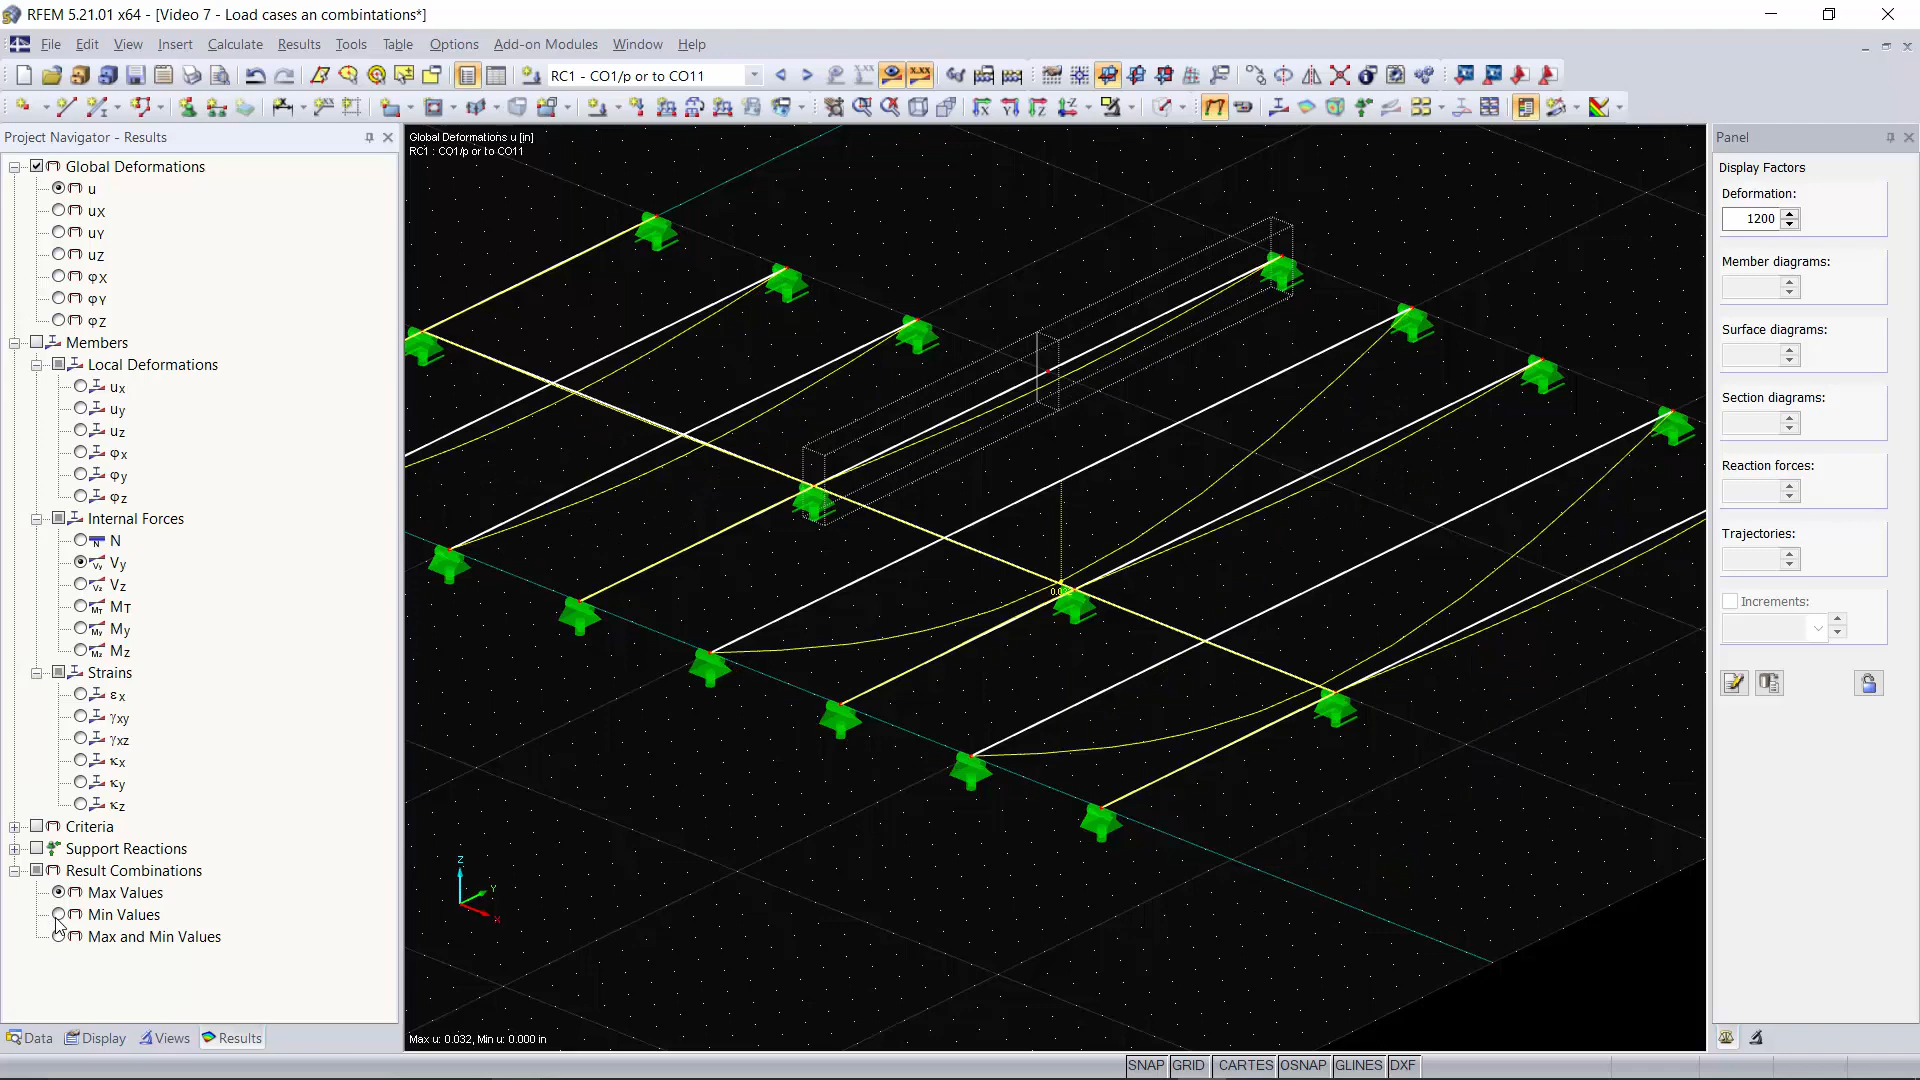 RFEM 5.21.01 x64 - [Video 7 - Load cases an combintations*]
File Edit View Insert Calculate Results Tools Table Options Add-on Modules Window Help
RC1 - CO1/p or to CO11
Project Navigator - Results
Global Deformations
u
uX
uY
uZ
φX
φY
φZ
Members
Local Deformations
ux
uy
uz
φx
φy
φz
Internal Forces
N
Vy
Vz
MT
My
Mz
Strains
εx
γxy
γxz
κx
κy
κz
Criteria
Support Reactions
Result Combinations
Max Values
Min Values
Max and Min Values
Data Display Views Results
Global Deformations u [in]
RC1 : CO1/p or to CO11
Z
Y
X
Max u: 0.032, Min u: 0.000 in
Panel
Display Factors
Deformation:
1200
Member diagrams:
Surface diagrams:
Section diagrams:
Reaction forces:
Trajectories:
Increments:
SNAP GRID CARTES OSNAP GLINES DXF